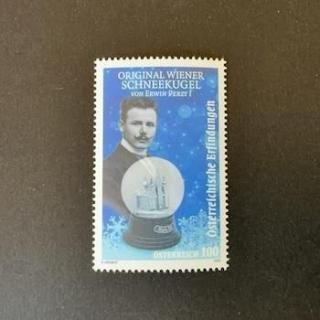 ORIGINAL WIENER
SCHNEEKUGEL
VON ERWIN PERZY I
Österreichische Erfindungen
ÖSTERREICH 100